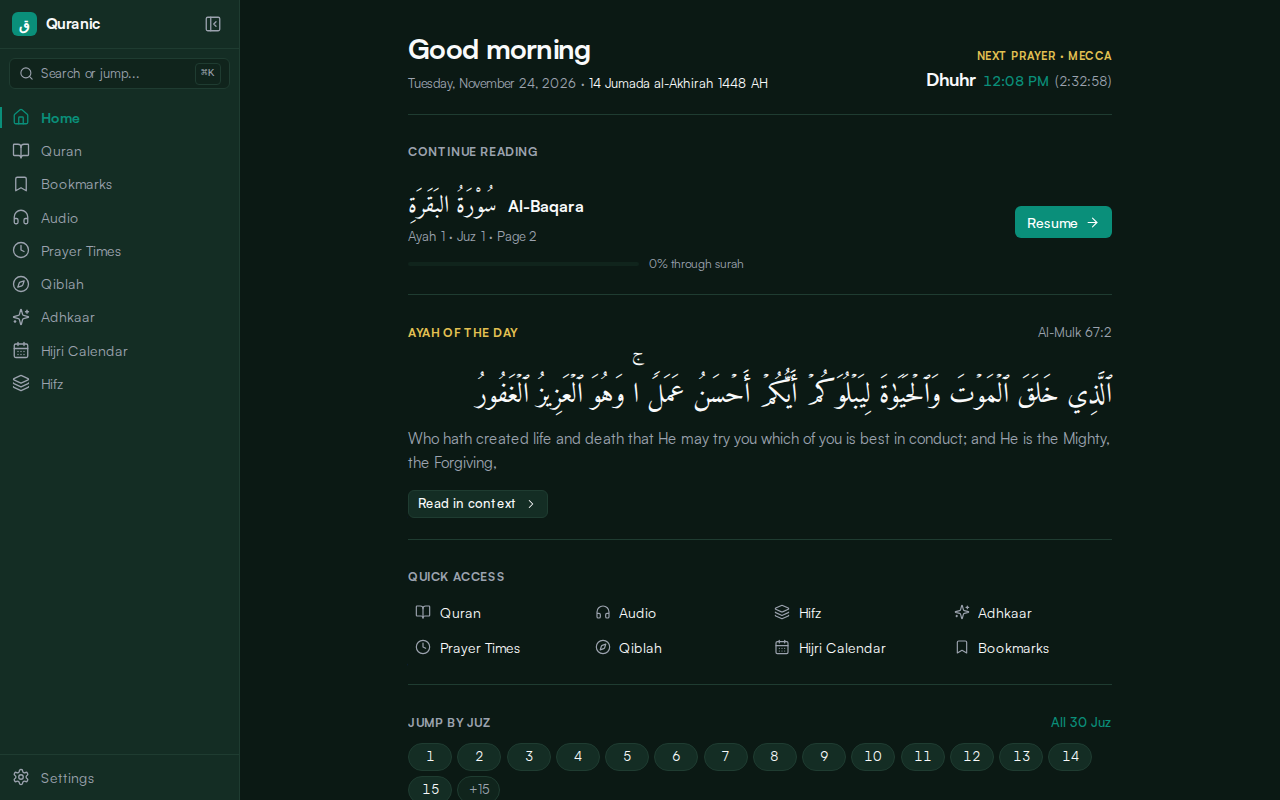 ق Quranic
Search or jump... ⌘K
Home
Quran
Bookmarks
Audio
Prayer Times
Qiblah
Adhkaar
Hijri Calendar
Hifz
Settings
Good morning
Tuesday, November 24, 2026 · 14 Jumada al-Akhirah 1448 AH
NEXT PRAYER · MECCA
Dhuhr 12:08 PM (2:32:58)
CONTINUE READING
سُوْرَةُ البَقَرَةِ Al-Baqara
Ayah 1 · Juz 1 · Page 2
0% through surah
Resume
AYAH OF THE DAY
Al-Mulk 67:2
ٱلَّذِي خَلَقَ ٱلۡمَوۡتَ وَٱلۡحَيَوٰةَ لِيَبۡلُوَكُمۡ أَيُّكُمۡ أَحۡسَنُ عَمَلٗ اۚ وَهُوَ ٱلۡعَزِيزُ ٱلۡغَفُورُ
Who hath created life and death that He may try you which of you is best in conduct; and He is the Mighty,
the Forgiving,
Read in context
QUICK ACCESS
Quran Audio Hifz Adhkaar
Prayer Times Qiblah Hijri Calendar Bookmarks
JUMP BY JUZ
All 30 Juz
1 2 3 4 5 6 7 8 9 10 11 12 13 14
15 +15